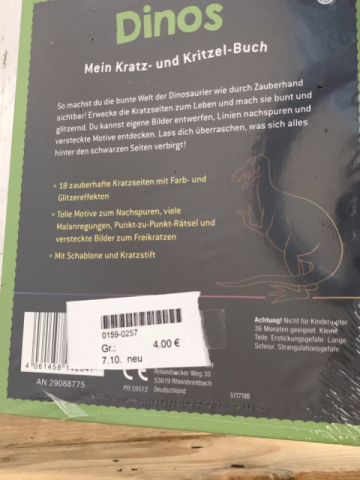 Dinos
Mein Kratz- und Kritzel-Buch
So machst du die bunte Welt der Dinosaurier wie durch Zauberhand
sichtbar! Erwecke die Kratzseiten zum Leben und mach sie bunt und
glitzernd. Du kannst eigene Bilder entwerfen, Linien nachspuren und
versteckte Motive entdecken. Lass dich überraschen, was sich alles
hinter den schwarzen Seiten verbirgt!
• 18 zauberhafte Kratzseiten mit Farb- und
Glitzereffekten
• Tolle Motive zum Nachspuren, viele
Malanregungen, Punkt-zu-Punkt-Rätsel und
versteckte Bilder zum Freikratzen
• Mit Schablone und Kratzstift
Achtung! Nicht für Kinder unter
36 Monaten geeignet. Kleine
Teile. Erstickungsgefahr. Lange
Schnur. Strangulationsgefahr.
0159-0257
Gr.: 4.00 €
7.10. neu
AN 29088775
CE
PO 59572
Rolandsecker Weg 30
53619 Rheinbreitbach
Deutschland
5117100